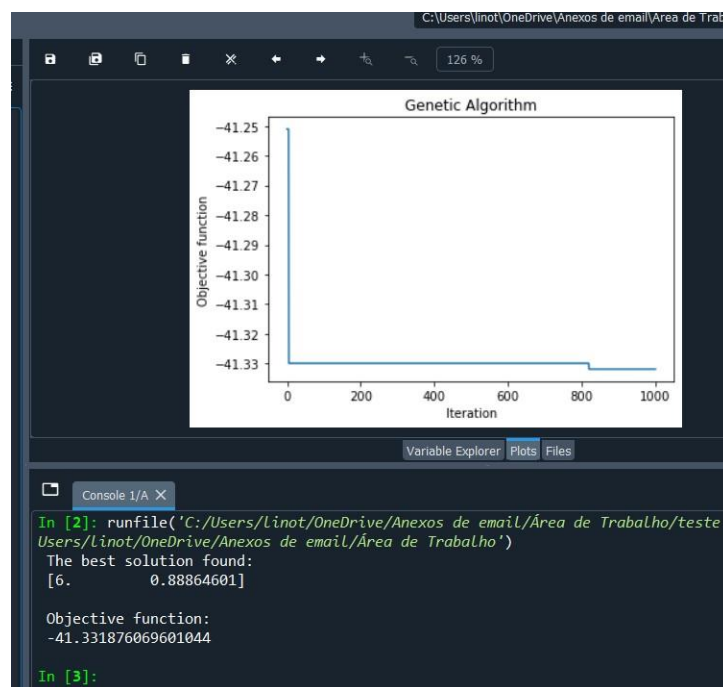 C:\Users\linot\OneDrive\Anexos de email\Área de Trab
126 %
Genetic Algorithm
Objective function
−41.25
−41.26
−41.27
−41.28
−41.29
−41.30
−41.31
−41.32
−41.33
0 200 400 600 800 1000
Iteration
Variable Explorer Plots Files
Console 1/A
In [2]: runfile('C:/Users/linot/OneDrive/Anexos de email/Área de Trabalho/teste
Users/linot/OneDrive/Anexos de email/Área de Trabalho')
The best solution found:
[6. 0.88864601]
Objective function:
-41.331876069601044
In [3]: